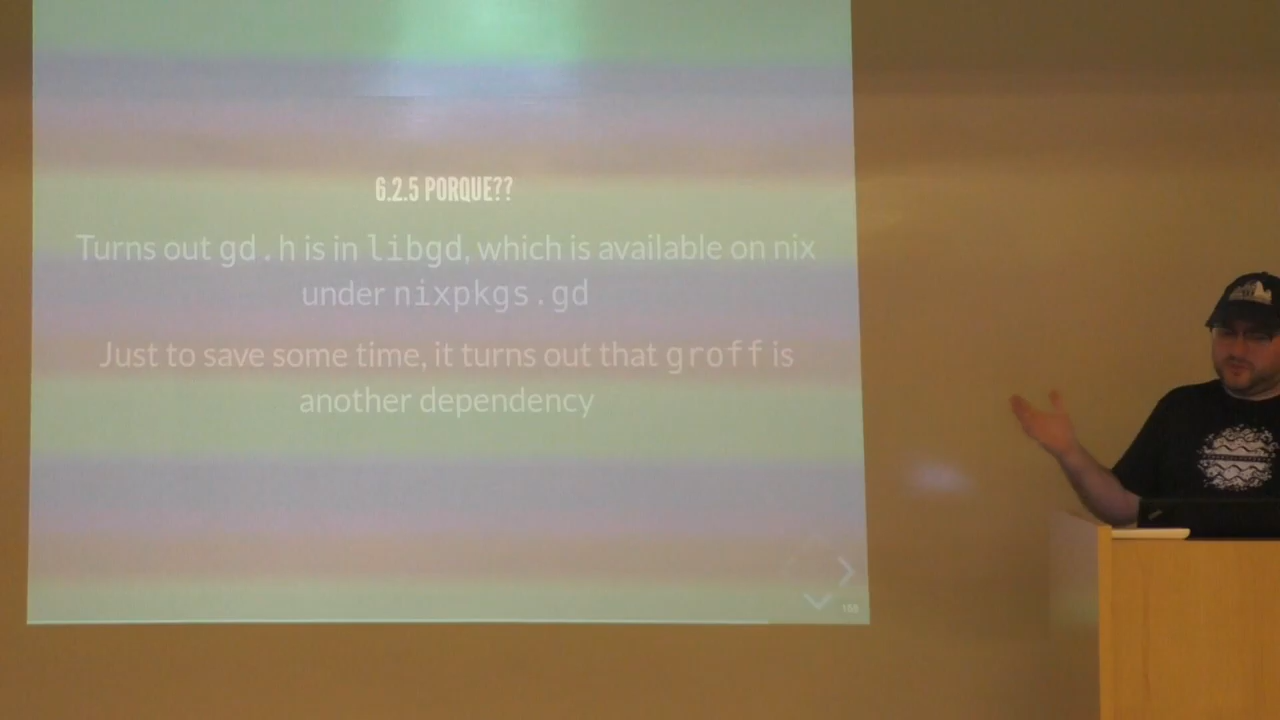 6.2.5 PORQUE??
Turns out gd.h is in libgd, which is available on nix
under nixpkgs.gd
Just to save some time, it turns out that groff is
another dependency